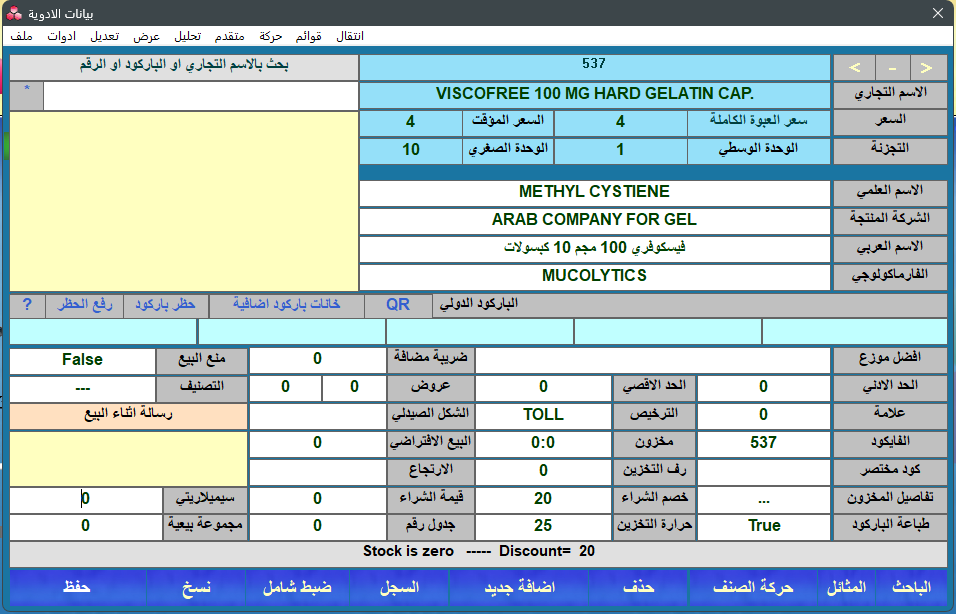 بيانات الادوية
ملف ادوات تعديل عرض تحليل متقدم حركة قوائم انتقال
< - > 537 بحث بالاسم التجاري او الباركود او الرقم
الاسم التجاري VISCOFREE 100 MG HARD GELATIN CAP. *
السعر سعر العبوة الكاملة 4 السعر المؤقت 4
التجزئة الوحدة الوسطي 1 الوحدة الصغري 10
الاسم العلمي METHYL CYSTIENE
الشركة المنتجة ARAB COMPANY FOR GEL
الاسم العربي فيسكوفري 100 مجم 10 كبسولات
الفارماكولوجي MUCOLYTICS
الباركود الدولي QR خانات باركود اضافية حظر باركود رفع الحظر ?
افضل موزع ضريبة مضافة 0 منع البيع False
الحد الادني 0 الحد الاقصي 0 عروض 0 0 التصنيف ---
علامة 0 الترخيص TOLL الشكل الصيدلي رسالة اثناء البيع
الفايكود 537 مخزون 0:0 البيع الافتراضي 0
كود مختصر رف التخزين 0 الارتجاع
تفاصيل المخزون ... خصم الشراء 20 قيمة الشراء 0 سيميلاريتي 0
طباعة الباركود True حرارة التخزين 25 جدول رقم 0 مجموعة بيعية 0
Stock is zero ----- Discount= 20
الباحث المثائل حركة الصنف حذف اضافة جديد السجل ضبط شامل نسخ حفظ